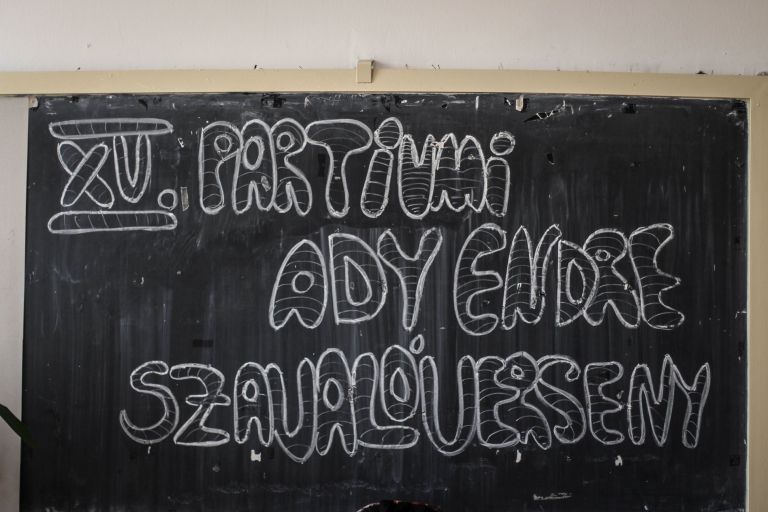 XV. PARTIUMI
ADY ENDRE
SZAVALÓVERSENY